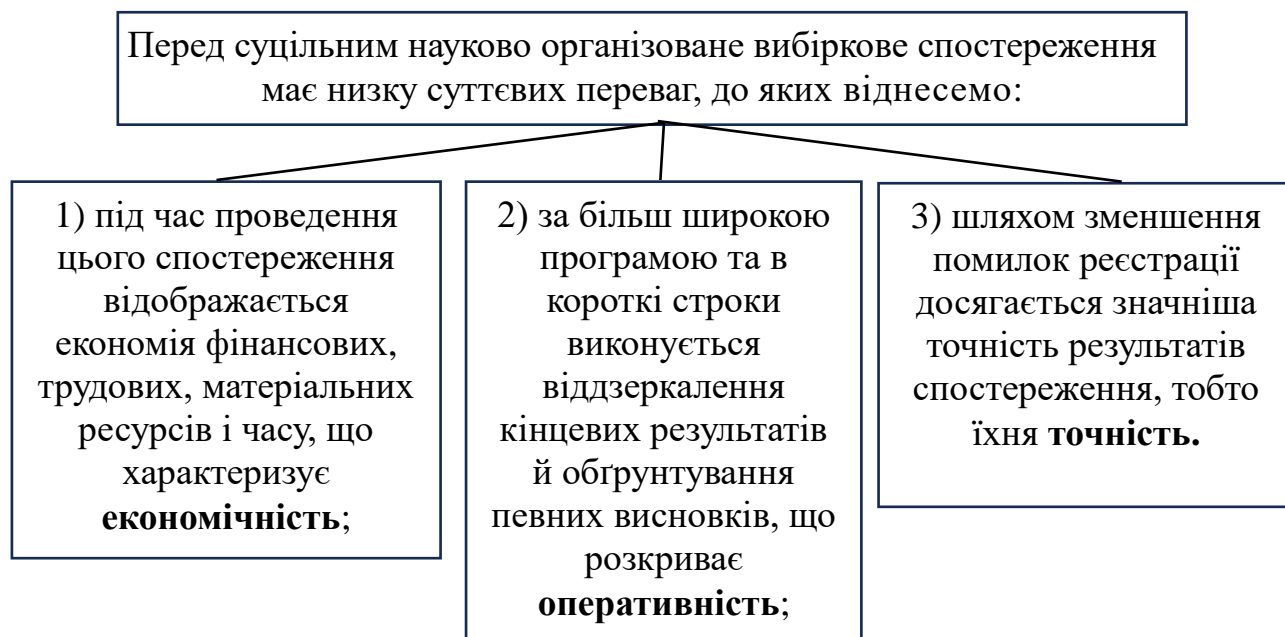 Перед суцільним науково організоване вибіркове спостереження
має низку суттєвих переваг, до яких віднесемо:
1) під час проведення
цього спостереження
відображається
економія фінансових,
трудових, матеріальних
ресурсів і часу, що
характеризує
економічність;
2) за більш широкою
програмою та в
короткі строки
виконується
віддзеркалення
кінцевих результатів
й обґрунтування
певних висновків, що
розкриває
оперативність;
3) шляхом зменшення
помилок реєстрації
досягається значніша
точність результатів
спостереження, тобто
їхня точність.